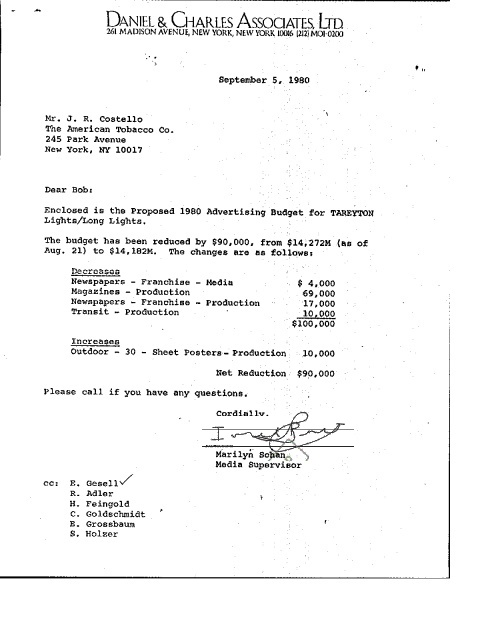 DANIEL & CHARLES ASSOCIATES, LTD.
261 MADISON AVENUE, NEW YORK, NEW YORK 10016 (212) MO1-0200
September 5, 1980
Mr. J. R. Costello
The American Tobacco Co.
245 Park Avenue
New York, NY 10017
Dear Bob:
Enclosed is the Proposed 1980 Advertising Budget for TAREYTON
Lights/Long Lights.
The budget has been reduced by $90,000, from $14,272M (as of
Aug. 21) to $14,182M. The changes are as follows:
Decreases
Newspapers - Franchise - Media $ 4,000
Magazines - Production 69,000
Newspapers - Franchise - Production 17,000
Transit - Production 10,000
$100,000
Increases
Outdoor - 30 - Sheet Posters - Production 10,000
Net Reduction $90,000
Please call if you have any questions.
Cordially,
Marilyn
Media Supervisor
cc: E. Gesell
R. Adler
H. Feingold
C. Goldschmidt
B. Grossbaum
S. Holzer